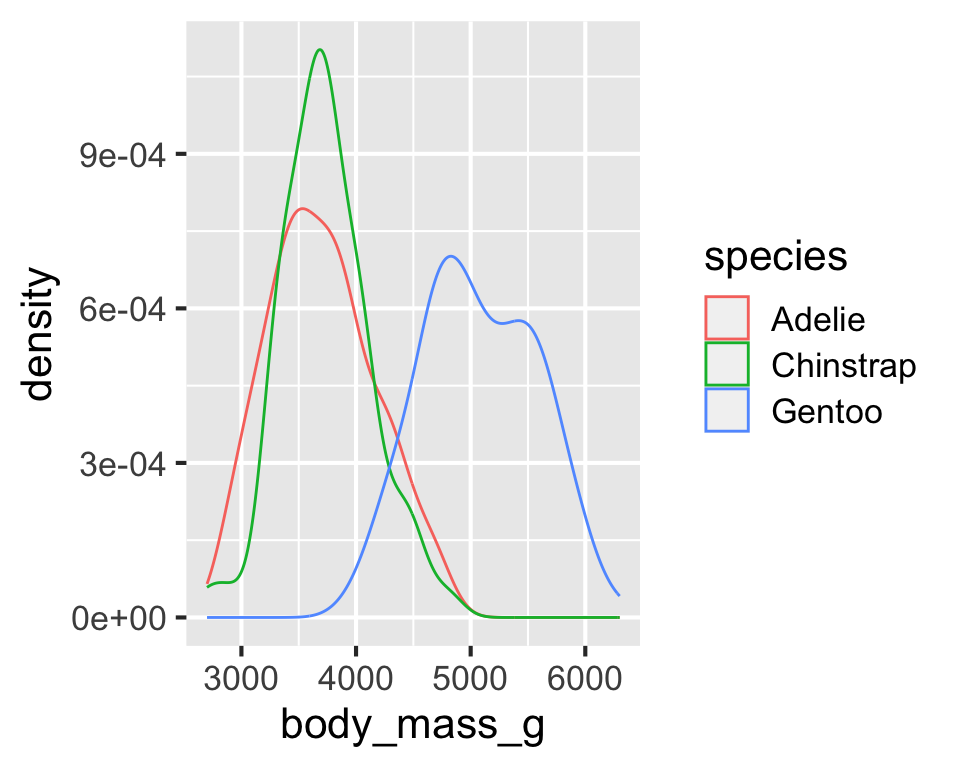 density
9e-04
6e-04
3e-04
0e+00
3000 4000 5000 6000
body_mass_g
species
Adelie
Chinstrap
Gentoo